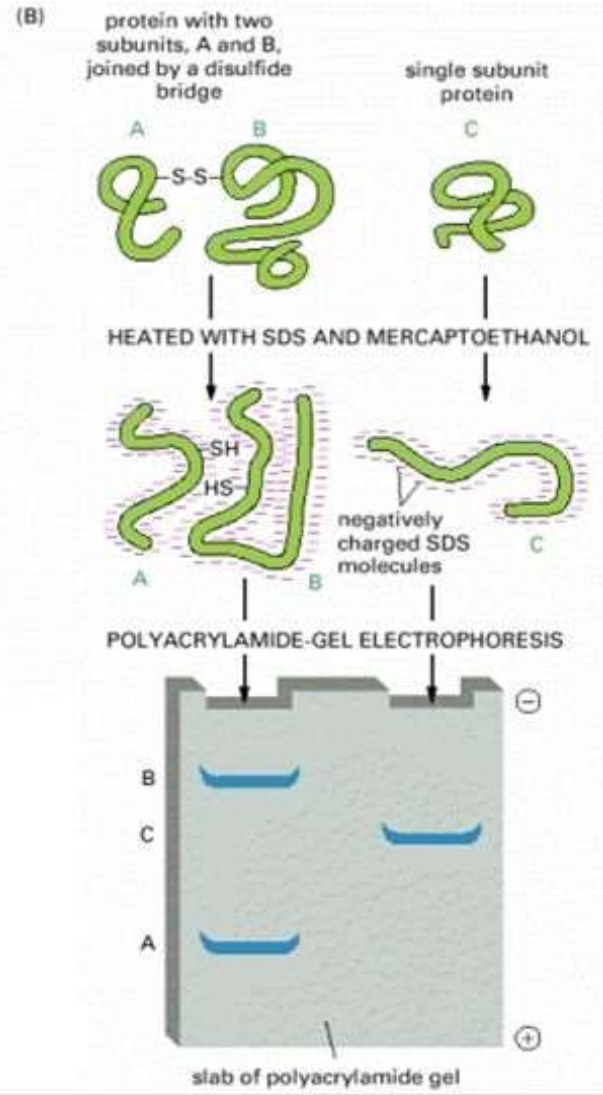 (B)
protein with two
subunits, A and B,
joined by a disulfide
bridge
single subunit
protein
A
B
C
S-S
HEATED WITH SDS AND MERCAPTOETHANOL
SH
HS
negatively
charged SDS
molecules
A
B
C
POLYACRYLAMIDE-GEL ELECTROPHORESIS
−
B
C
A
+
slab of polyacrylamide gel